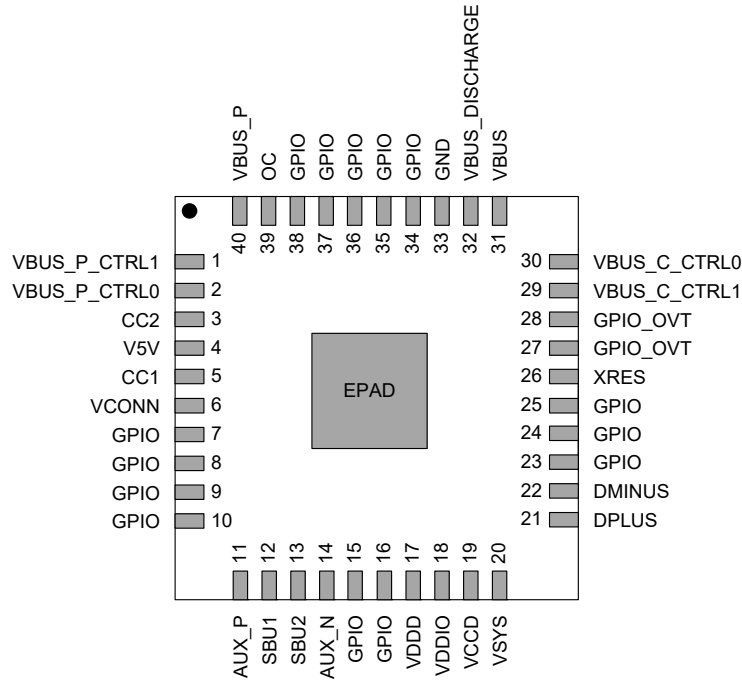 VBUS_P
OC
GPIO
GPIO
GPIO
GPIO
GPIO
GND
VBUS_DISCHARGE
VBUS
40
39
38
37
36
35
34
33
32
31
VBUS_P_CTRL1 1
VBUS_P_CTRL0 2
CC2 3
V5V 4
CC1 5
VCONN 6
GPIO 7
GPIO 8
GPIO 9
GPIO 10
EPAD
30 VBUS_C_CTRL0
29 VBUS_C_CTRL1
28 GPIO_OVT
27 GPIO_OVT
26 XRES
25 GPIO
24 GPIO
23 GPIO
22 DMINUS
21 DPLUS
11
12
13
14
15
16
17
18
19
20
AUX_P
SBU1
SBU2
AUX_N
GPIO
GPIO
VDDD
VDDIO
VCCD
VSYS